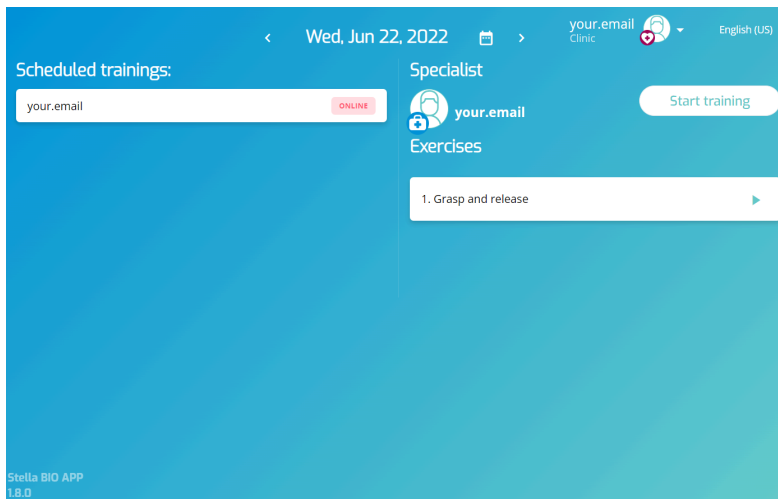 Wed, Jun 22, 2022
your.email
Clinic
English (US)
Scheduled trainings:
your.email
ONLINE
Specialist
your.email
Start training
Exercises
1. Grasp and release
Stella BIO APP
1.8.0